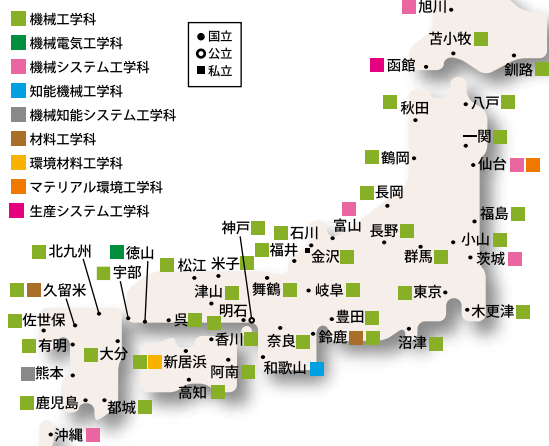 機械工学科
機械電気工学科
機械システム工学科
知能機械工学科
機械知能システム工学科
材料工学科
環境材料工学科
マテリアル環境工学科
生産システム工学科
国立
公立
私立
旭川
苫小牧
函館
釧路
秋田
八戸
一関
鶴岡
仙台
長岡
福島
富山
長野
小山
群馬
茨城
神戸
石川
福井
金沢
北九州
徳山
宇部
松江
米子
舞鶴
岐阜
東京
久留米
津山
明石
木更津
佐世保
呉
豊田
香川
奈良
鈴鹿
沼津
有明
大分
新居浜
和歌山
熊本
阿南
高知
鹿児島
都城
沖縄